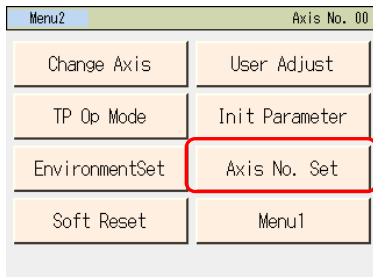 Menu2 Axis No. 00
Change Axis User Adjust
TP Op Mode Init Parameter
EnvironmentSet Axis No. Set
Soft Reset Menu1